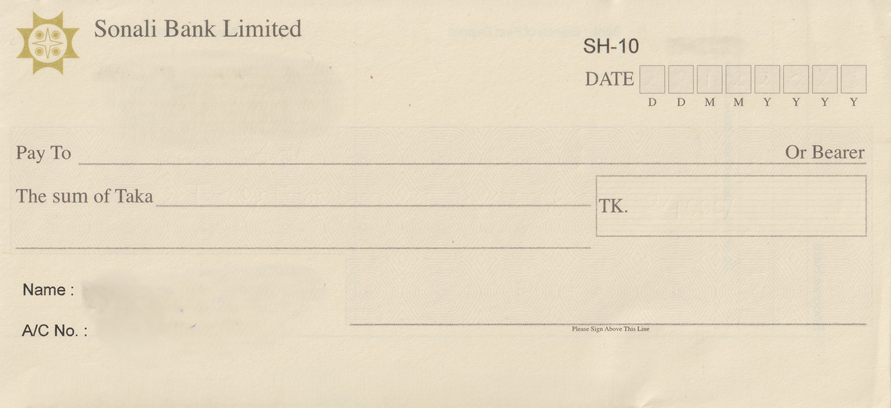 Sonali Bank Limited
SH-10
DATE
D D M M Y Y Y Y
Pay To Or Bearer
The sum of Taka TK.
Name :
A/C No. :
Please Sign Above This Line